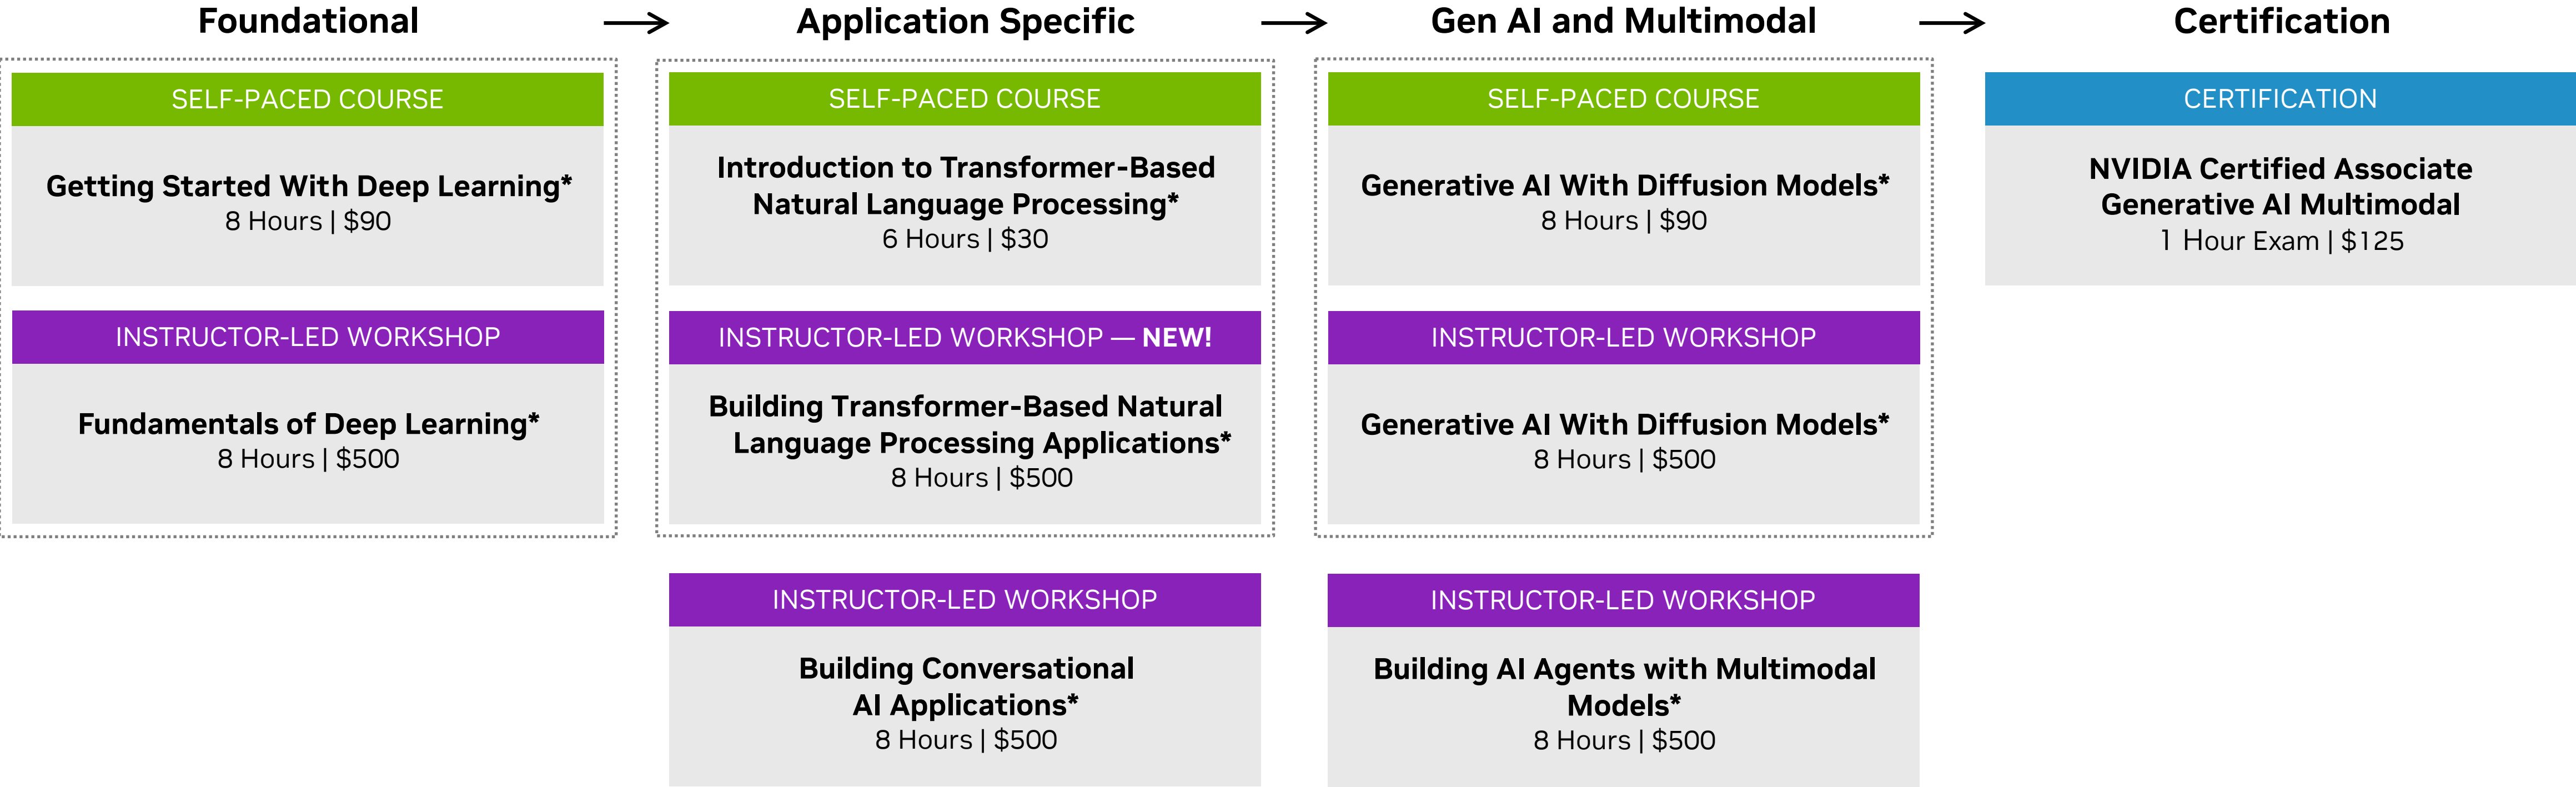 Foundational
Application Specific
Gen AI and Multimodal
Certification
SELF-PACED COURSE
Getting Started With Deep Learning*
8 Hours | $90
INSTRUCTOR-LED WORKSHOP
Fundamentals of Deep Learning*
8 Hours | $500
SELF-PACED COURSE
Introduction to Transformer-Based
Natural Language Processing*
6 Hours | $30
INSTRUCTOR-LED WORKSHOP — NEW!
Building Transformer-Based Natural
Language Processing Applications*
8 Hours | $500
INSTRUCTOR-LED WORKSHOP
Building Conversational
AI Applications*
8 Hours | $500
SELF-PACED COURSE
Generative AI With Diffusion Models*
8 Hours | $90
INSTRUCTOR-LED WORKSHOP
Generative AI With Diffusion Models*
8 Hours | $500
INSTRUCTOR-LED WORKSHOP
Building AI Agents with Multimodal
Models*
8 Hours | $500
CERTIFICATION
NVIDIA Certified Associate
Generative AI Multimodal
1 Hour Exam | $125